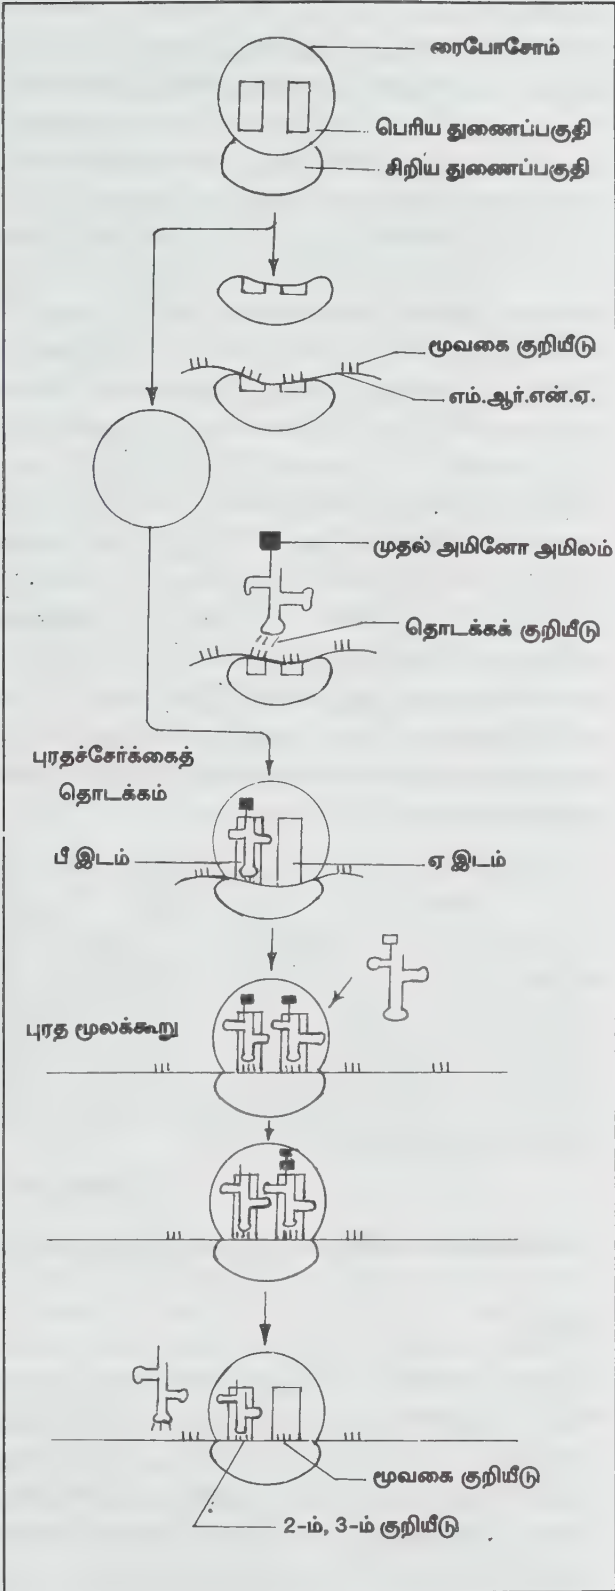 ரைபோசோம்
பெரிய துணைப்பகுதி
சிறிய துணைப்பகுதி
மூவகை குறியீடு
எம்.ஆர்.என்.ஏ.
முதல் அமினோ அமிலம்
தொடக்கக் குறியீடு
புரதச்சேர்க்கைத்
தொடக்கம்
பீ இடம்
ஏ இடம்
புரத மூலக்கூறு
மூவகை குறியீடு
2-ம், 3-ம் குறியீடு